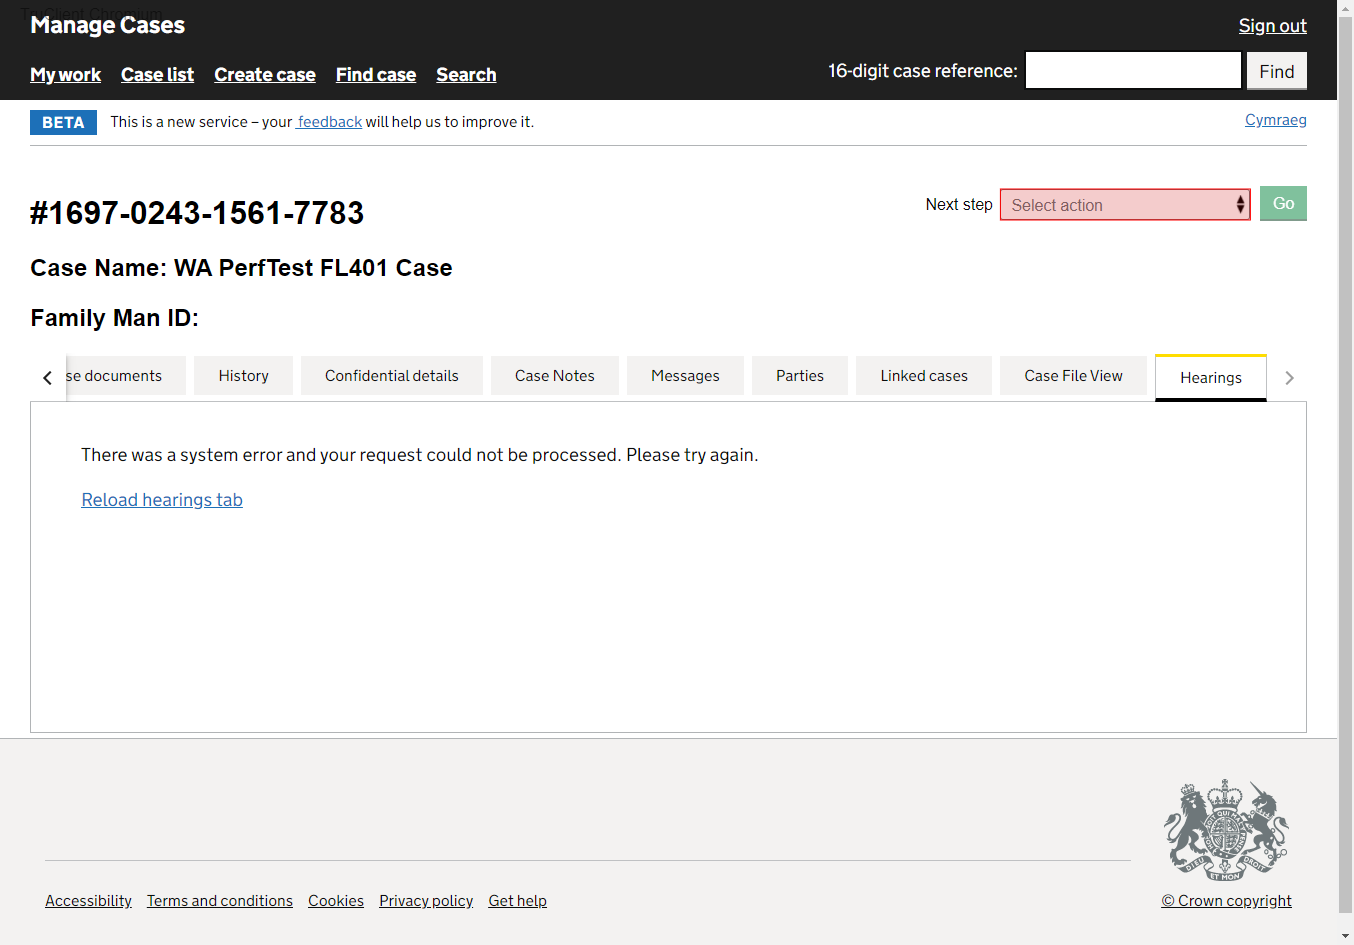 TruClient Chromium
Manage Cases
Sign out
My work Case list Create case Find case Search
16-digit case reference:
Find
BETA This is a new service – your feedback will help us to improve it.
Cymraeg
#1697-0243-1561-7783
Next step Select action Go
Case Name: WA PerfTest FL401 Case
Family Man ID:
se documents History Confidential details Case Notes Messages Parties Linked cases Case File View Hearings
There was a system error and your request could not be processed. Please try again.
Reload hearings tab
DIEU ET MON DROIT
Accessibility Terms and conditions Cookies Privacy policy Get help
© Crown copyright